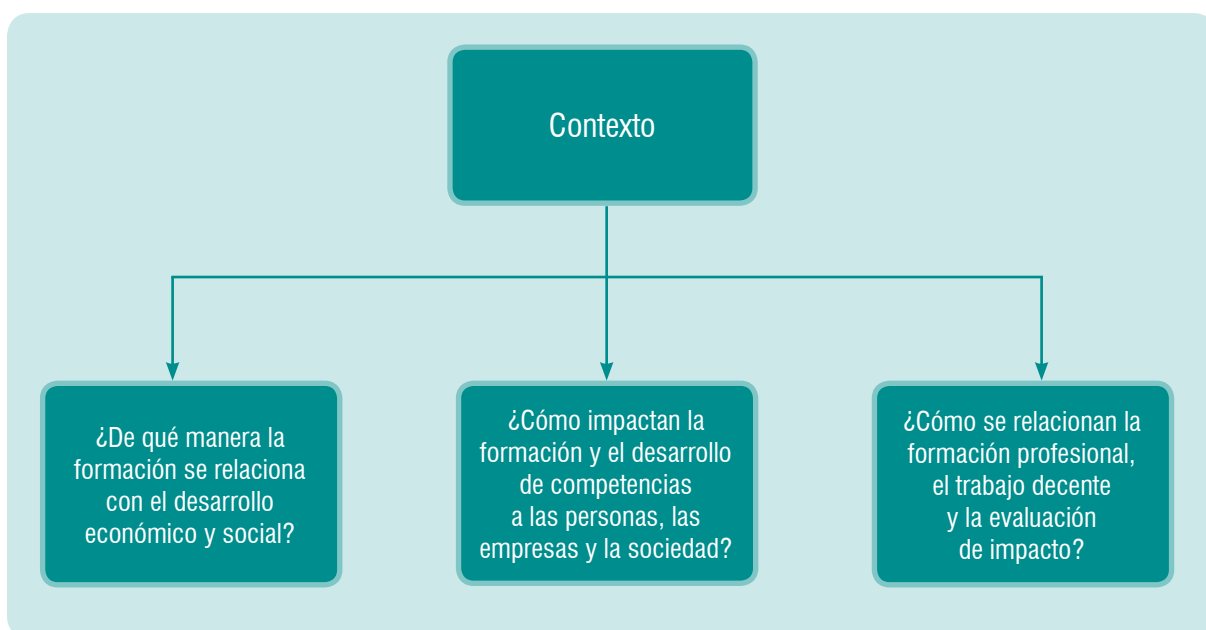 Contexto
¿De qué manera la
formación se relaciona
con el desarrollo
económico y social?
¿Cómo impactan la
formación y el desarrollo
de competencias
a las personas, las
empresas y la sociedad?
¿Cómo se relacionan la
formación profesional,
el trabajo decente
y la evaluación
de impacto?